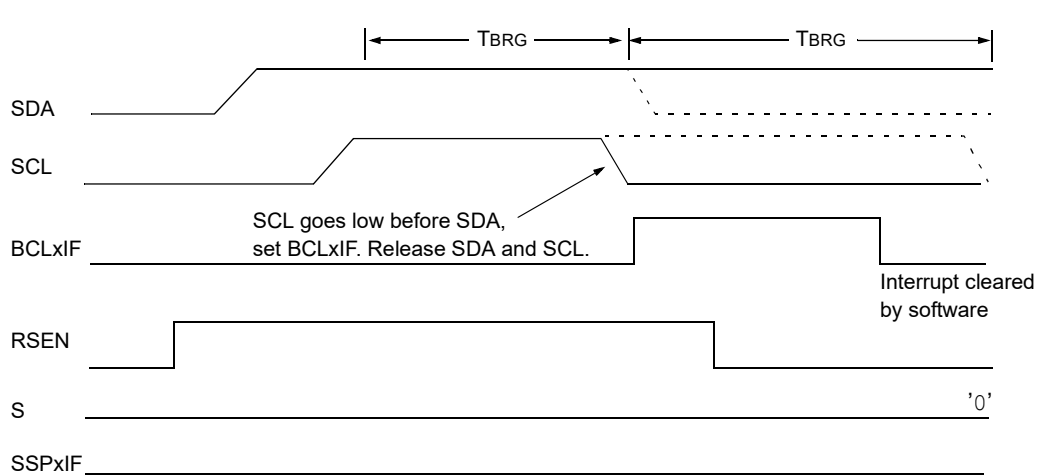 TBRG
TBRG
SDA
SCL
SCL goes low before SDA,
set BCLxIF. Release SDA and SCL.
BCLxIF
Interrupt cleared
by software
RSEN
S
'0'
SSPxIF